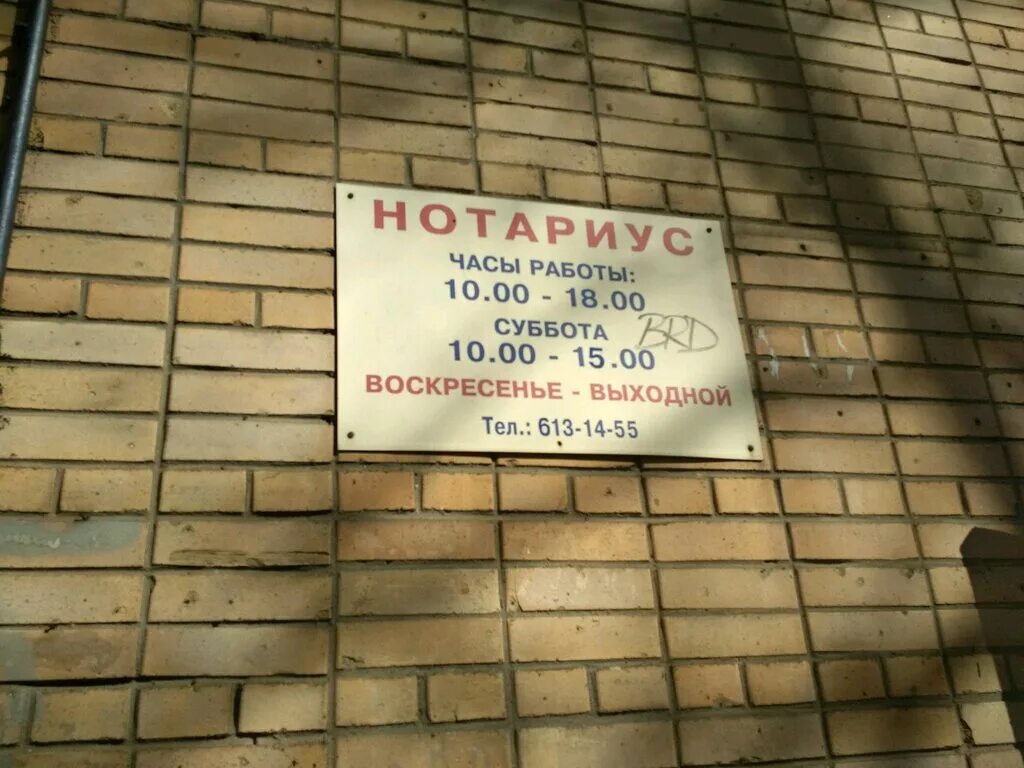 НОТАРИУС
ЧАСЫ РАБОТЫ:
10.00 - 18.00
СУББОТА
BRD
10.00 - 15.00
ВОСКРЕСЕНЬЕ - ВЫХОДНОЙ
Тел.: 613-14-55